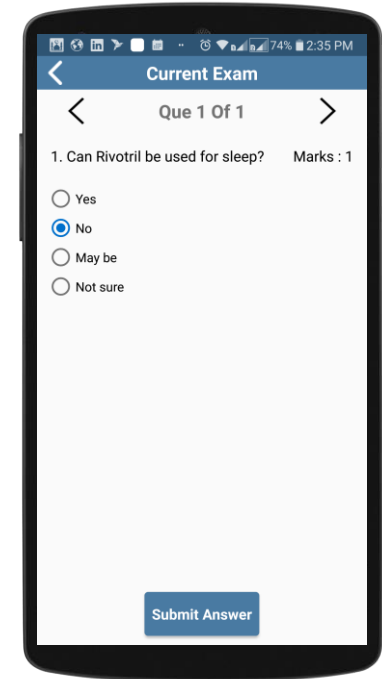 74% 2:35 PM
Current Exam
Que 1 Of 1
1. Can Rivotril be used for sleep? Marks : 1
Yes
No
May be
Not sure
Submit Answer